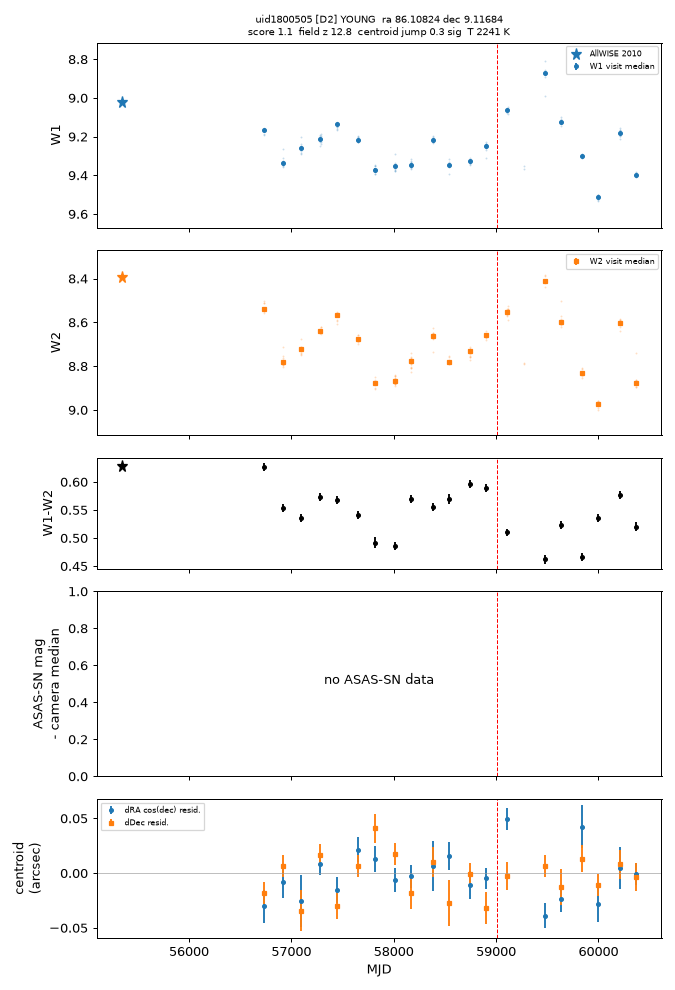 uid1800505 [D2] YOUNG ra 86.10824 dec 9.11684
score 1.1 field z 12.8 centroid jump 0.3 sig T 2241 K
8.8
9.0
9.2
9.4
9.6
W1
AllWISE 2010
W1 visit median
8.4
8.6
8.8
9.0
W2
W2 visit median
0.60
0.55
0.50
0.45
W1-W2
1.0
0.8
0.6
0.4
0.2
0.0
ASAS-SN mag
- camera median
no ASAS-SN data
0.05
0.00
−0.05
centroid
(arcsec)
dRA cos(dec) resid.
dDec resid.
56000
57000
58000
59000
60000
MJD